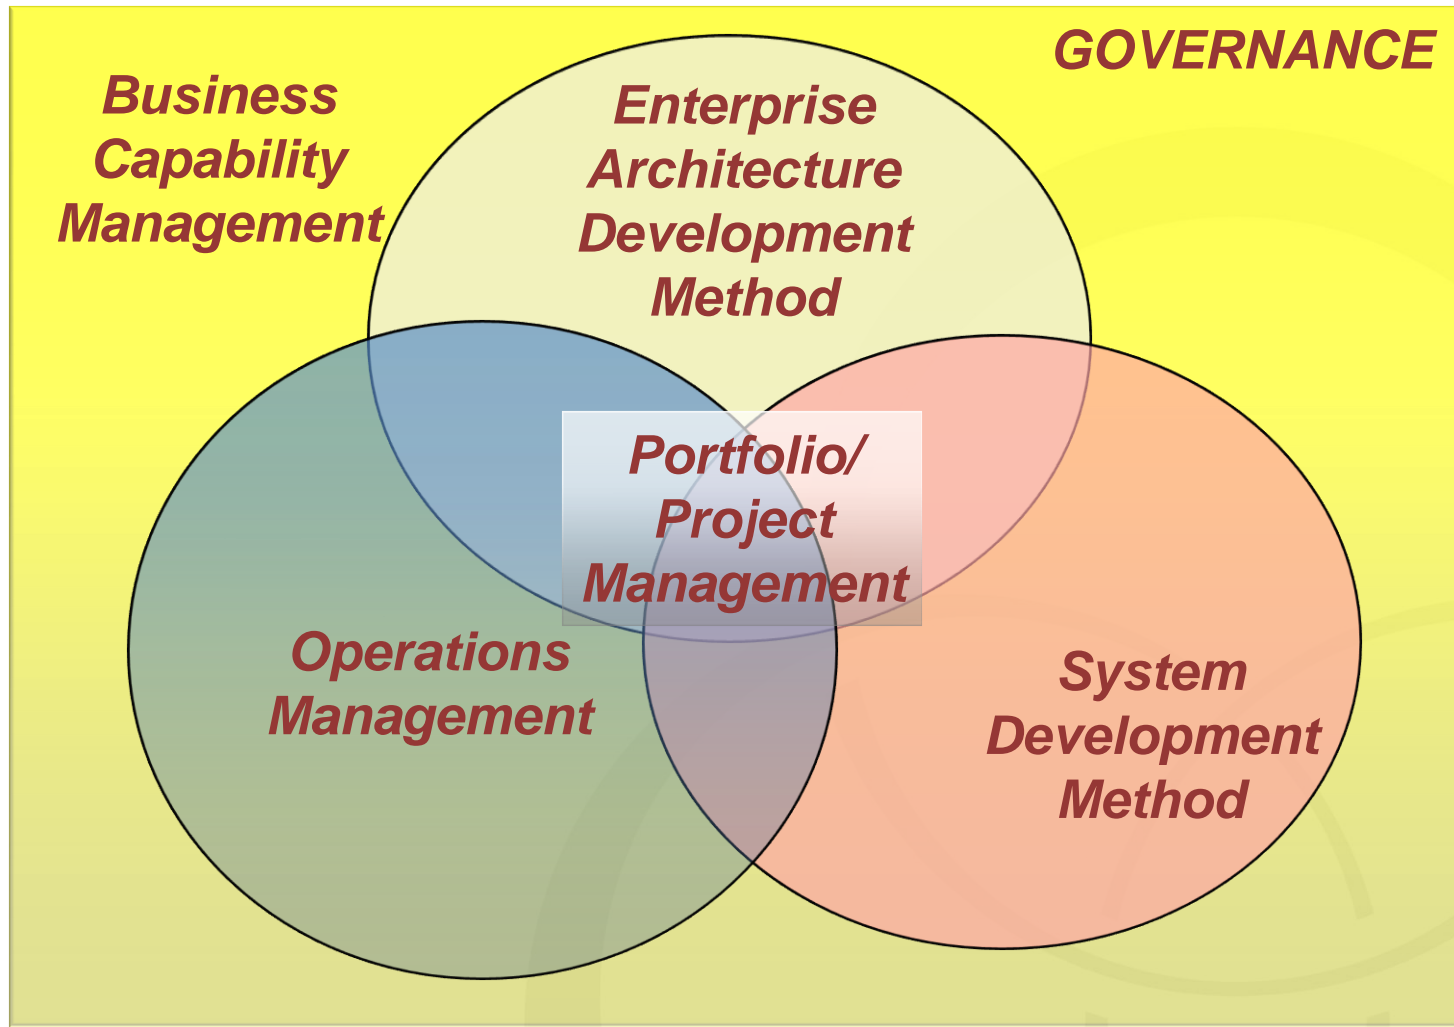 GOVERNANCE
Business
Capability
Management
Enterprise
Architecture
Development
Method
Portfolio/
Project
Management
Operations
Management
System
Development
Method